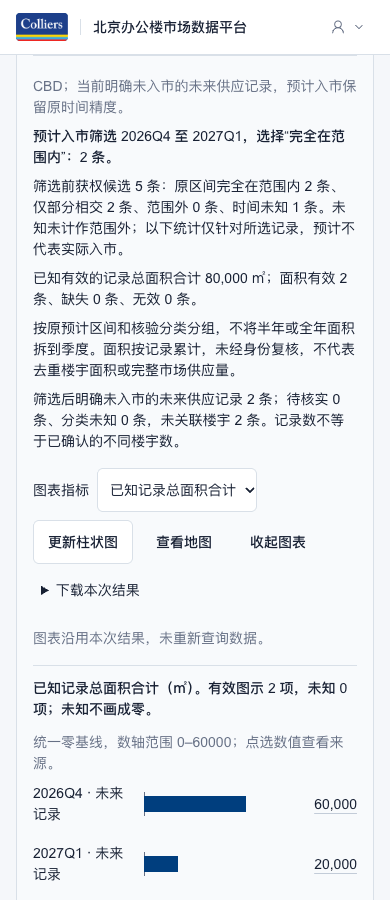 Colliers
北京办公楼市场数据平台
CBD；当前明确未入市的未来供应记录，预计入市保
留原时间精度。
预计入市筛选 2026Q4 至 2027Q1，选择“完全在范
围内”；2 条。
筛选前获权候选 5 条：原区间完全在范围内 2 条、
仅部分相交 2 条、范围外 0 条、时间未知 1 条。未
知未计作范围外；以下统计仅针对所选记录，预计不
代表实际入市。
已知有效的记录总面积合计 80,000 ㎡；面积有效 2
条、缺失 0 条、无效 0 条。
按原预计区间和核验分类分组，不将半年或全年面积
拆到季度。面积按记录累计，未经身份复核，不代表
去重楼宇面积或完整市场供应量。
筛选后明确未入市的未来供应记录 2 条；待核实 0
条、分类未知 0 条，未关联楼宇 2 条。记录数不等
于已确认的不同楼宇数。
图表指标 已知记录总面积合计
更新柱状图 查看地图 收起图表
下载本次结果
图表沿用本次结果，未重新查询数据。
已知记录总面积合计（㎡）。有效图示 2 项，未知 0
项；未知不画成零。
统一零基线，数轴范围 0–60000；点选数值查看来
源。
2026Q4 · 未来
记录
60,000
2027Q1 · 未来
记录
20,000